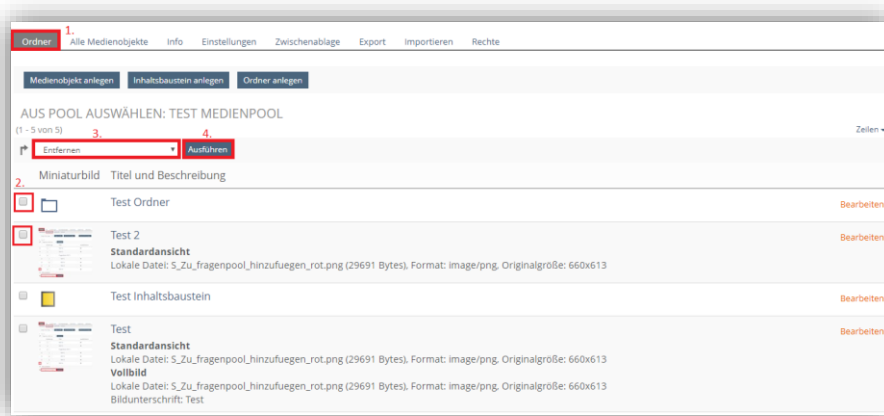 1.
Ordner Alle Medienobjekte Info Einstellungen Zwischenablage Export Importieren Rechte
Medienobjekt anlegen Inhaltsbaustein anlegen Ordner anlegen
AUS POOL AUSWÄHLEN: TEST MEDIENPOOL
(1 - 5 von 5) Zeilen
3. 4.
Entfernen Ausführen
Miniaturbild Titel und Beschreibung
2.
Test Ordner Bearbeiten
Test 2 Bearbeiten
Standardansicht
Lokale Datei: S_Zu_fragenpool_hinzufuegen_rot.png (29691 Bytes), Format: image/png, Originalgröße: 660x613
Test Inhaltsbaustein Bearbeiten
Test Bearbeiten
Standardansicht
Lokale Datei: S_Zu_fragenpool_hinzufuegen_rot.png (29691 Bytes), Format: image/png, Originalgröße: 660x613
Vollbild
Lokale Datei: S_Zu_fragenpool_hinzufuegen_rot.png (29691 Bytes), Format: image/png, Originalgröße: 660x613
Bildunterschrift: Test